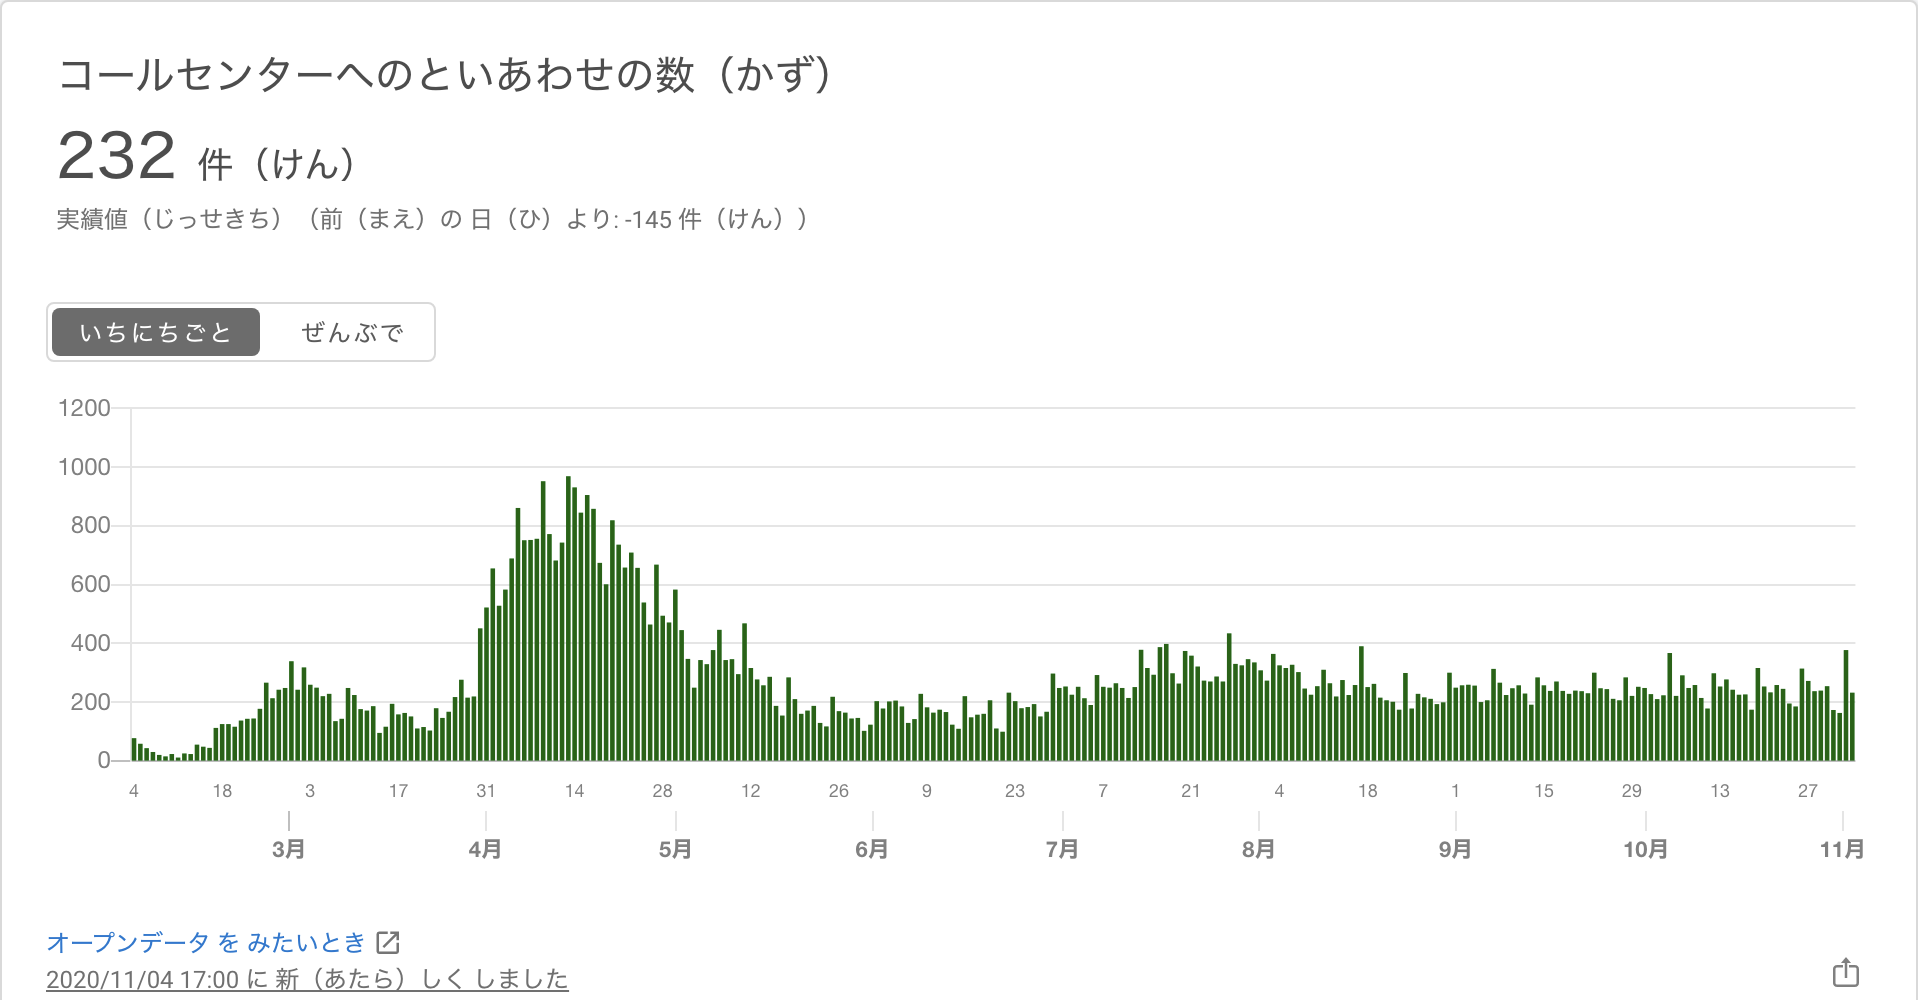 コールセンターへのといあわせの数（かず）
232 件（けん）
実績値（じっせきち）（前（まえ）の 日（ひ）より: -145 件（けん））
いちにちごと ぜんぶで
1200
1000
800
600
400
200
0
4 18 3 17 31 14 28 12 26 9 23 7 21 4 18 1 15 29 13 27
3月 4月 5月 6月 7月 8月 9月 10月 11月
オープンデータ を みたいとき
2020/11/04 17:00 に 新（あたら）しく しました